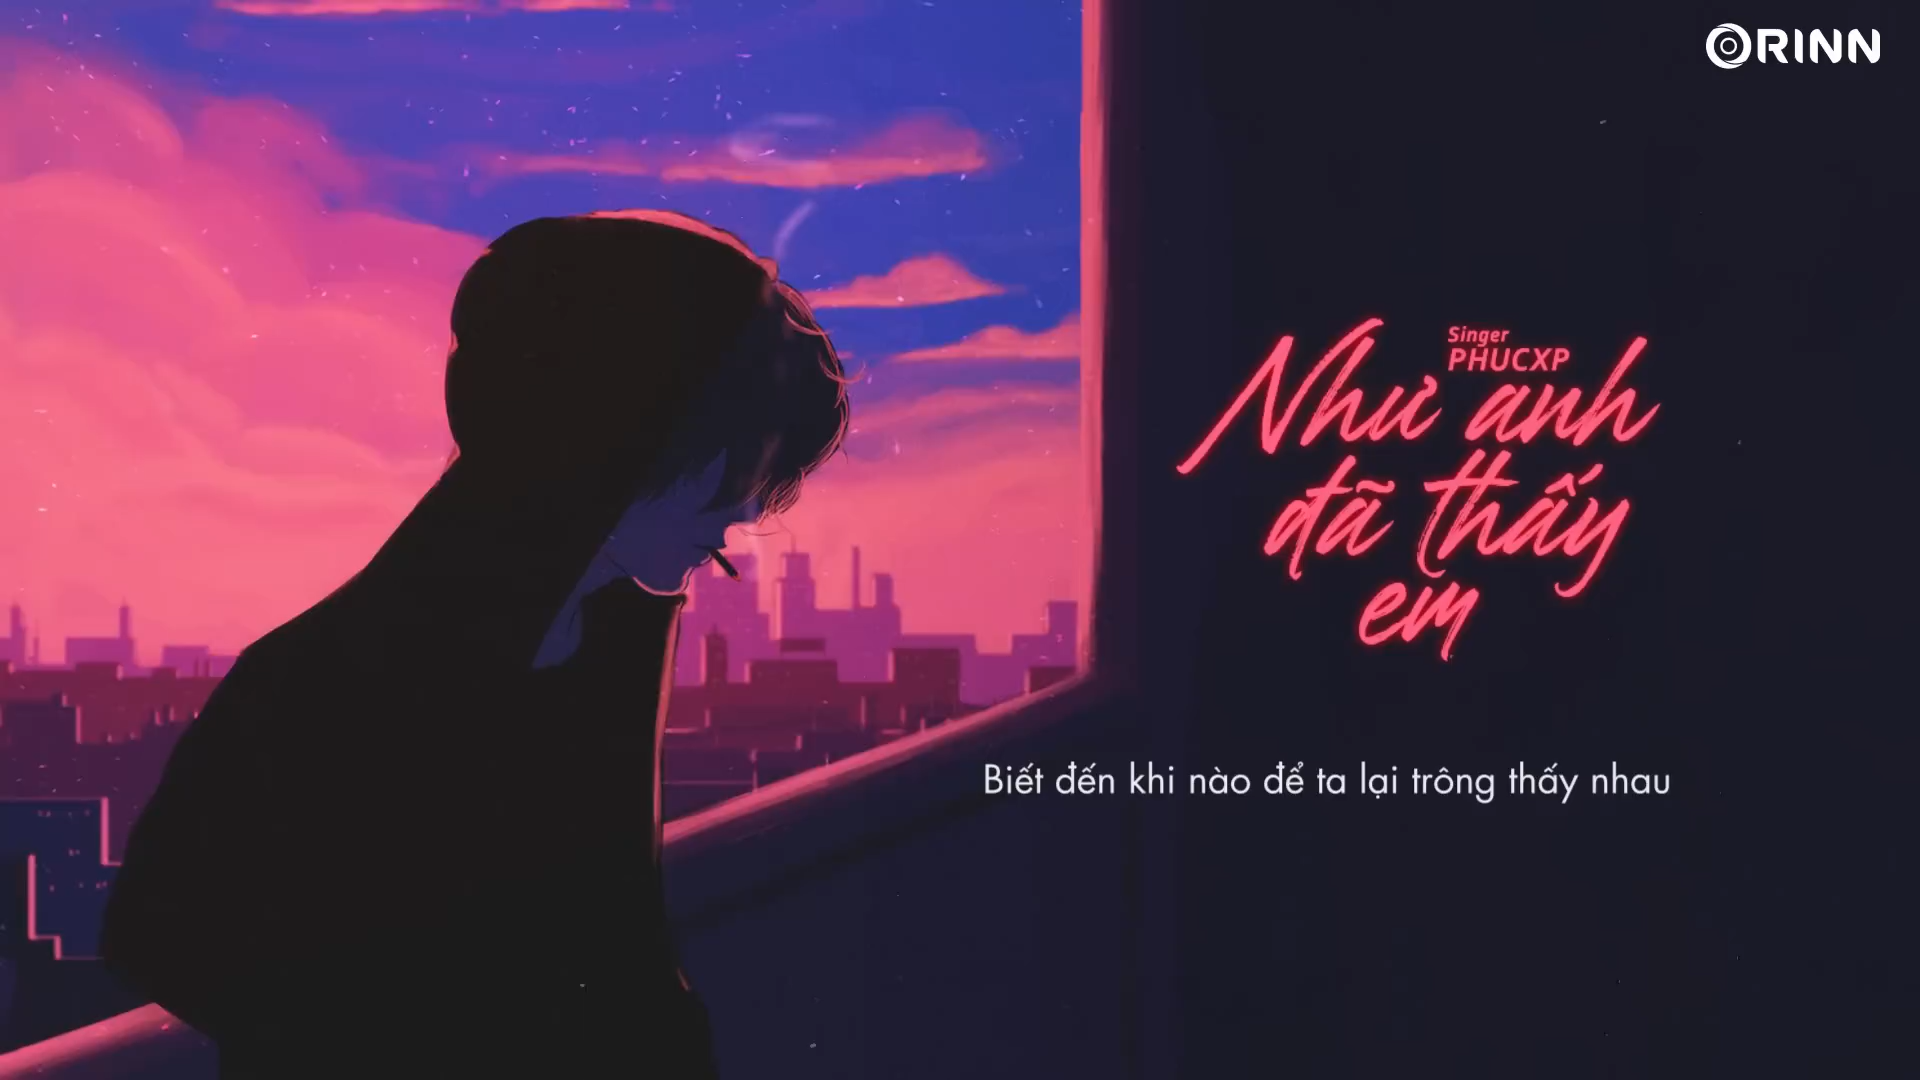 ORINN
Singer
PHUCXP
Như anh
đã thấy
em
Biết đến khi nào để ta lại trông thấy nhau